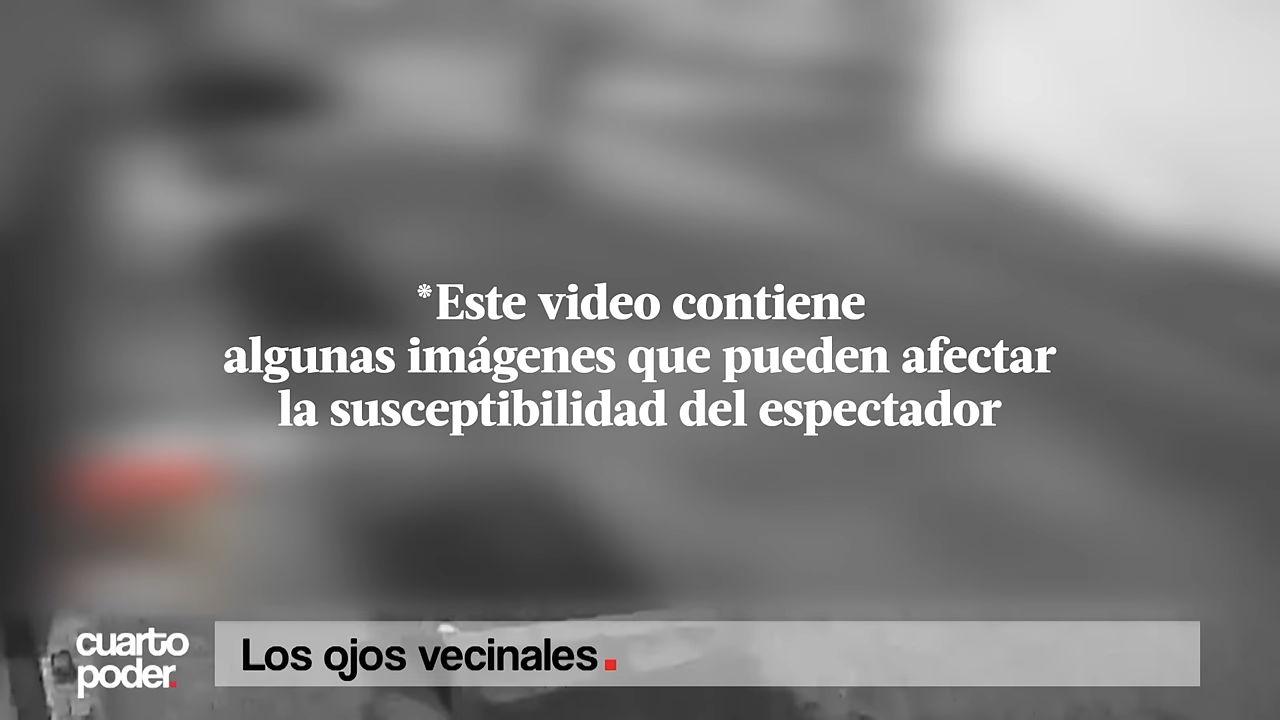 *Este video contiene
algunas imágenes que pueden afectar
la susceptibilidad del espectador
cuarto
poder.
Los ojos vecinales.